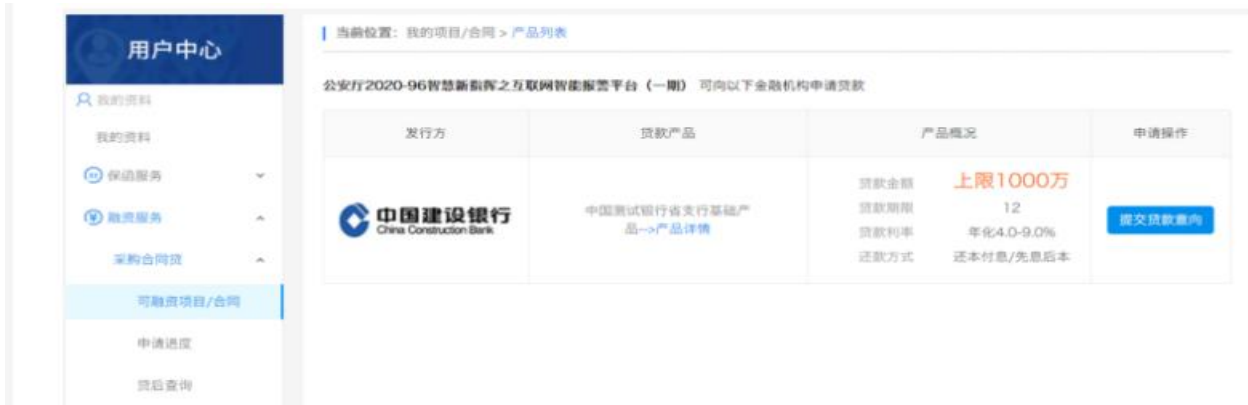 用户中心
当前位置：我的项目/合同 > 产品列表
公安厅2020-96智慧新指挥之互联网智能报警平台（一期） 可向以下金融机构申请贷款
我的资料
我的资料
保函服务
融资服务
采购合同贷
可融资项目/合同
申请进度
贷后查询
发行方 贷款产品 产品概况 申请操作
中国建设银行
China Construction Bank
中国测试银行省支行基础产
品-->产品详情
贷款金额 上限1000万
贷款期限 12
贷款利率 年化4.0-9.0%
还款方式 还本付息/先息后本
提交贷款意向